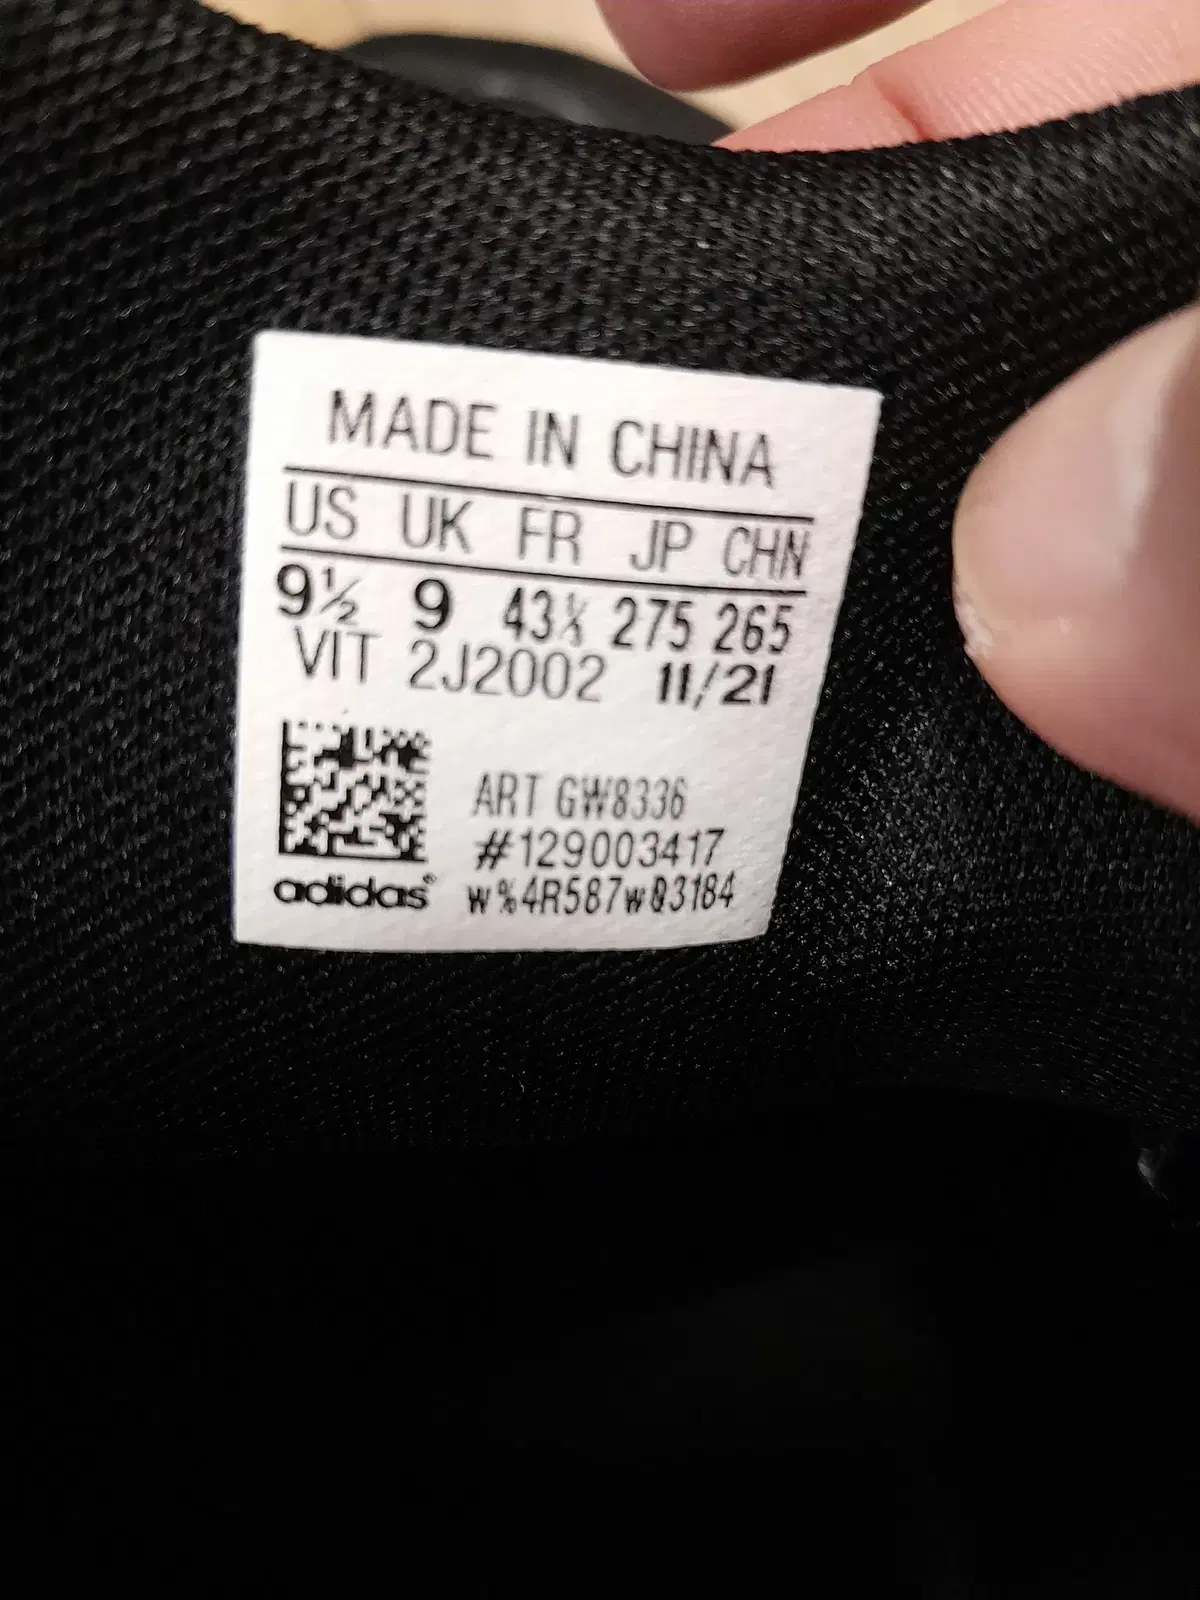 MADE IN CHINA
US UK FR JP CHN
9½ 9 43⅓ 275 265
VIT 2J2002 11/21
ART GW8336
#129003417
adidas® w%4R587wQ3184